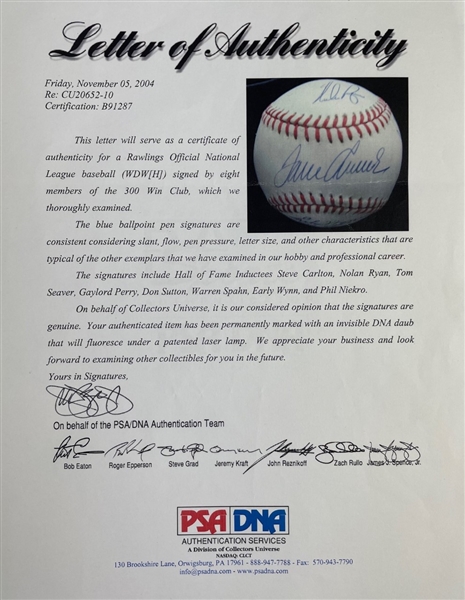 Letter of Authenticity
Friday, November 05, 2004
Re: CU20652-10
Certification: B91287
This letter will serve as a certificate of
authenticity for a Rawlings Official National
League baseball (WDW[H]) signed by eight
members of the 300 Win Club, which we
thoroughly examined.
Tom Seaver
The blue ballpoint pen signatures are
consistent considering slant, flow, pen pressure, letter size, and other characteristics that are
typical of the other exemplars that we have examined in our hobby and professional career.
The signatures include Hall of Fame Inductees Steve Carlton, Nolan Ryan, Tom
Seaver, Gaylord Perry, Don Sutton, Warren Spahn, Early Wynn, and Phil Niekro.
On behalf of Collectors Universe, it is our considered opinion that the signatures are
genuine. Your authenticated item has been permanently marked with an invisible DNA daub
that will fluoresce under a patented laser lamp. We appreciate your business and look
forward to examining other collectibles for you in the future.
Yours in Signatures,
On behalf of the PSA/DNA Authentication Team
Bob Eaton Roger Epperson Steve Grad Jeremy Kraft John Reznikoff Zach Rullo James J. Spence, Jr.
PSA DNA
AUTHENTICATION SERVICES
A Division of Collectors Universe
NASDAQ: CLCT
130 Brookshire Lane, Orwigsburg, PA 17961 - 888-947-7788 - Fax: 570-943-7790
info@psadna.com - www.psadna.com